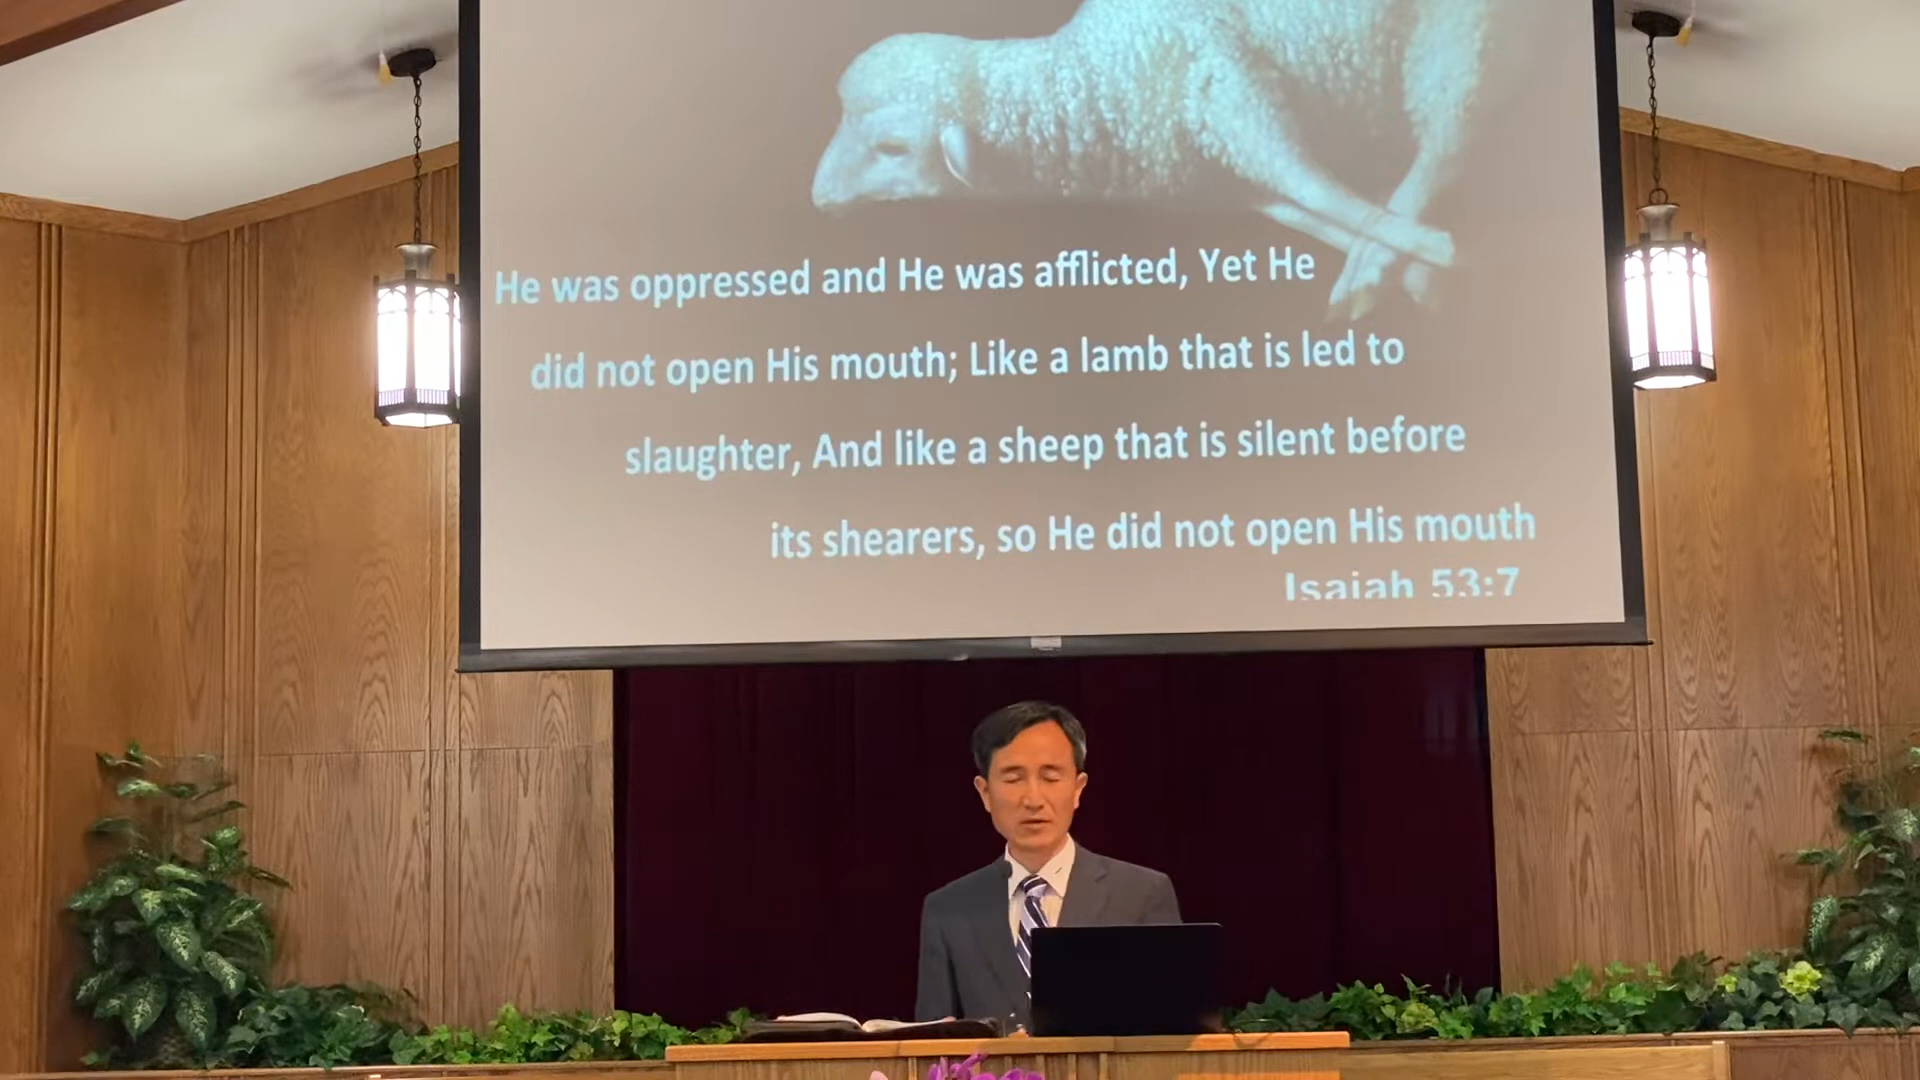 He was oppressed and He was afflicted, Yet He
did not open His mouth; Like a lamb that is led to
slaughter, And like a sheep that is silent before
its shearers, so He did not open His mouth
Isaiah 53:7